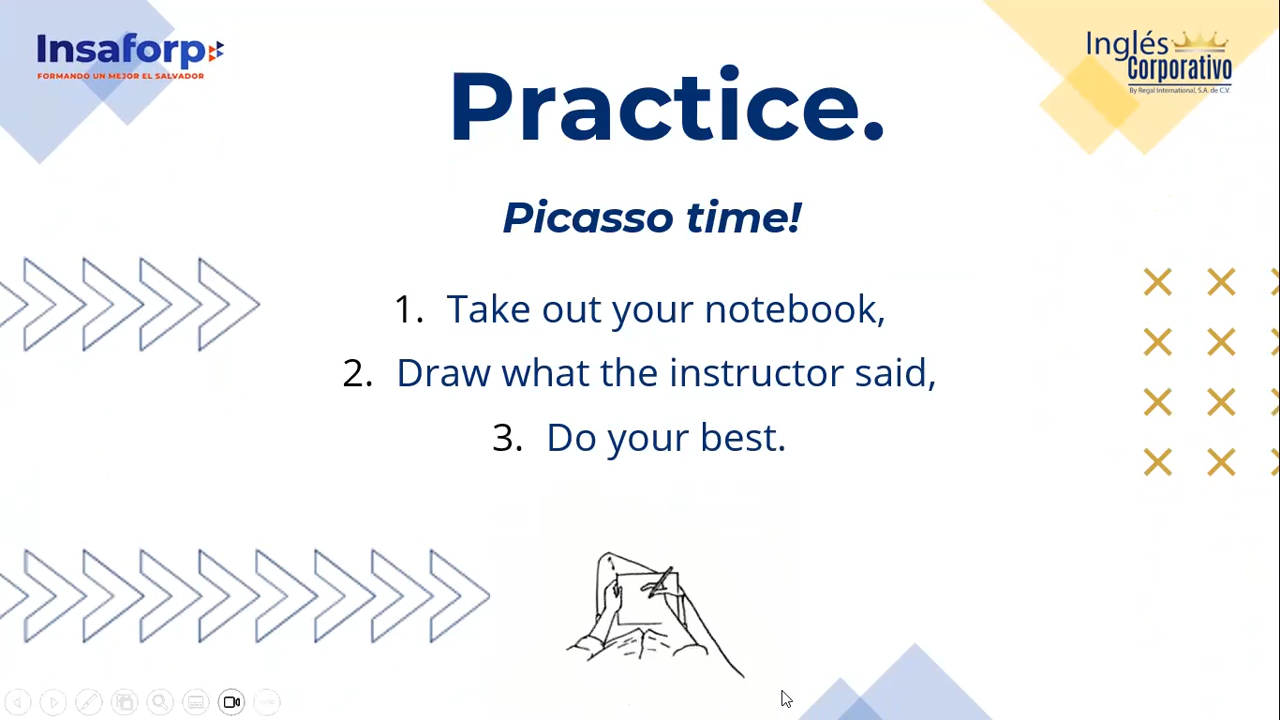 Insaforp
FORMANDO UN MEJOR EL SALVADOR
Inglés
Corporativo
By Regal International, S.A. de C.V.
Practice.
Picasso time!
1. Take out your notebook,
2. Draw what the instructor said,
3. Do your best.